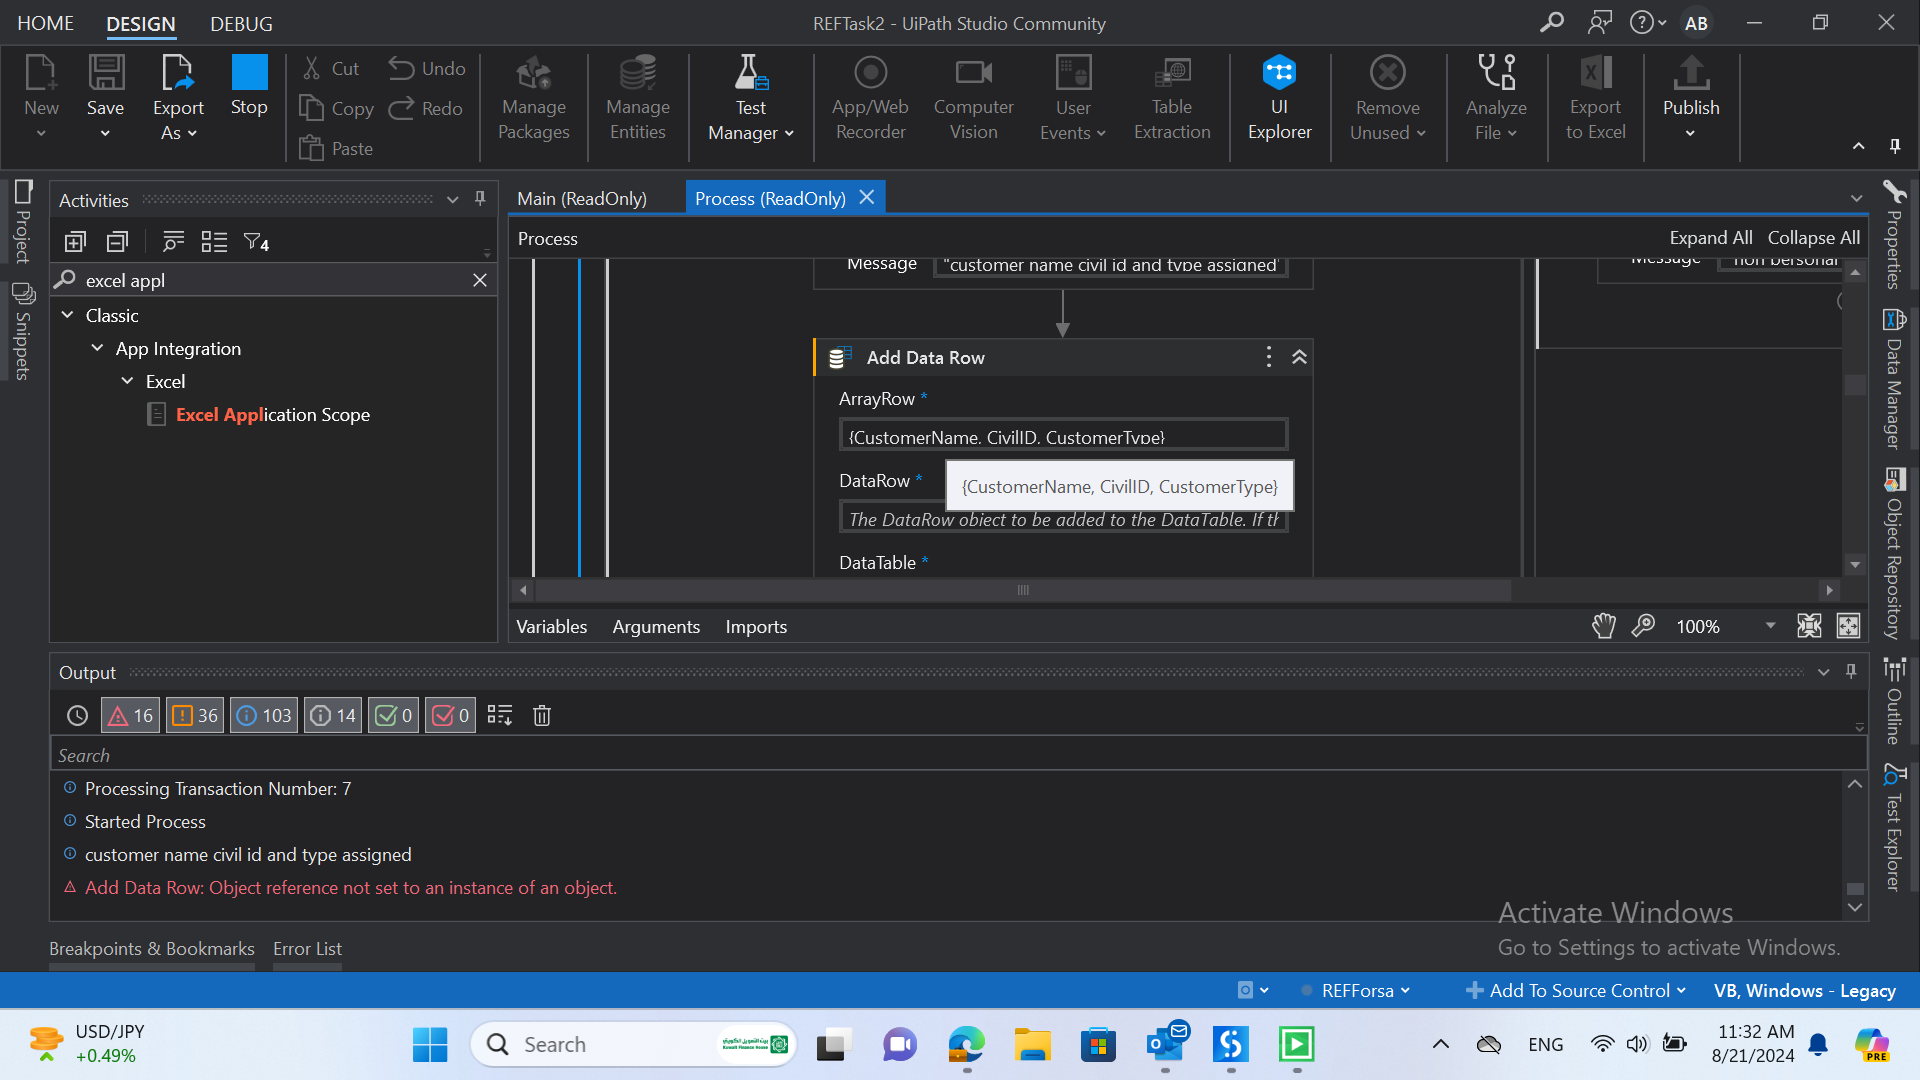 HOME DESIGN DEBUG
REFTask2 - UiPath Studio Community
AB
New
Save
Export As
Stop
Cut
Copy
Paste
Undo
Redo
Manage Packages
Manage Entities
Test Manager
App/Web Recorder
Computer Vision
User Events
Table Extraction
UI Explorer
Remove Unused
Analyze File
Export to Excel
Publish
Project
Snippets
Activities
4
excel appl
Classic
App Integration
Excel
Excel Application Scope
Main (ReadOnly)
Process (ReadOnly)
Process
Expand All Collapse All
Message "customer name civil id and type assigned"
Message "non personal
Add Data Row
ArrayRow *
{CustomerName, CivilID, CustomerType}
DataRow *
{CustomerName, CivilID, CustomerType}
The DataRow object to be added to the DataTable. If th
DataTable *
Variables Arguments Imports
100%
Properties
Data Manager
Object Repository
Outline
Test Explorer
Output
16 36 103 14 0 0
Search
Processing Transaction Number: 7
Started Process
customer name civil id and type assigned
Add Data Row: Object reference not set to an instance of an object.
Activate Windows
Go to Settings to activate Windows.
Breakpoints & Bookmarks Error List
REFForsa
Add To Source Control
VB, Windows - Legacy
USD/JPY
+0.49%
Search
بيت التمويل الكويتي
Kuwait Finance House
ENG
11:32 AM
8/21/2024
PRE